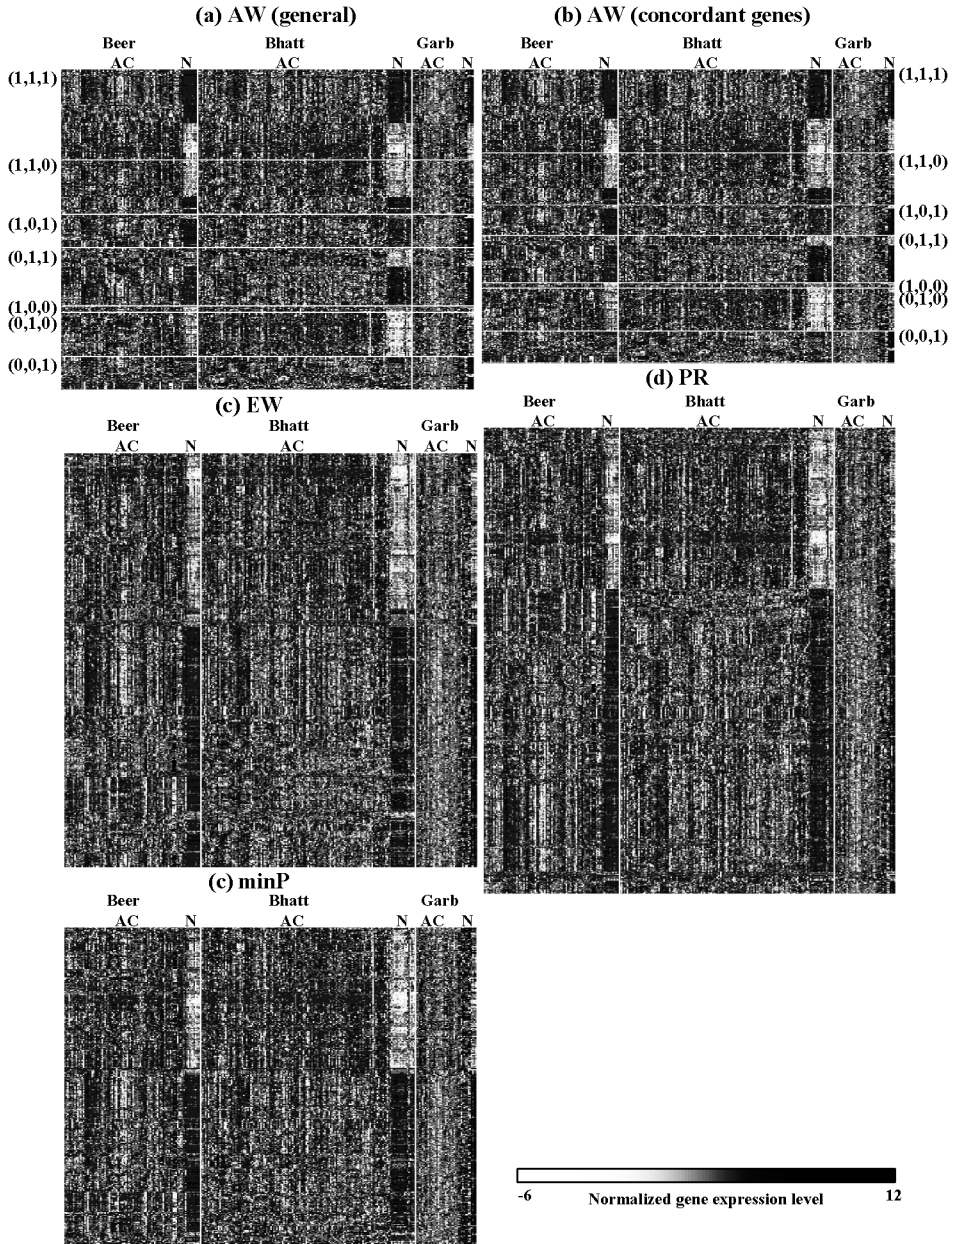 (a) AW (general)
(b) AW (concordant genes)
Beer Bhatt Garb
AC N AC N AC N
Beer Bhatt Garb
AC N AC N AC N
(1,1,1)
(1,1,0)
(1,0,1)
(0,1,1)
(1,0,0)
(0,1,0)
(0,0,1)
(1,1,1)
(1,1,0)
(1,0,1)
(0,1,1)
(1,0,0)
(0,1,0)
(0,0,1)
(c) EW
Beer Bhatt Garb
AC N AC N AC N
(d) PR
Beer Bhatt Garb
AC N AC N AC N
(c) minP
Beer Bhatt Garb
AC N AC N AC N
-6 Normalized gene expression level 12